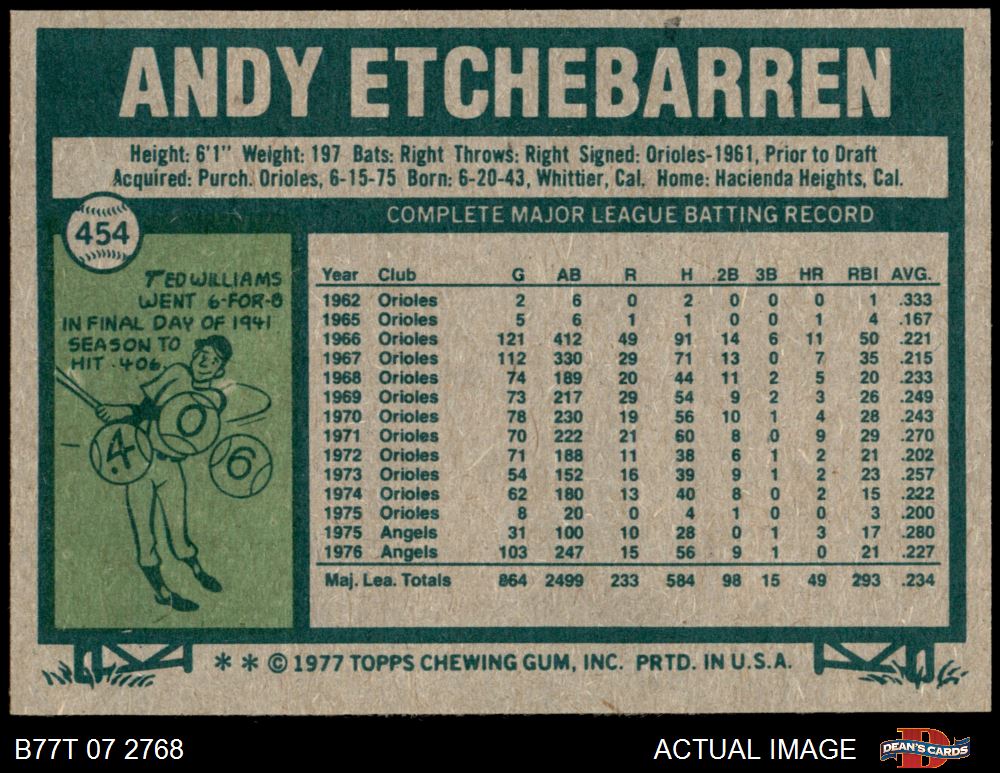 ANDY ETCHEBARREN
Height: 6'1" Weight: 197 Bats: Right Throws: Right Signed: Orioles-1961, Prior to Draft
Acquired: Purch. Orioles, 6-15-75 Born: 6-20-43, Whittier, Cal. Home: Hacienda Heights, Cal.
454
COMPLETE MAJOR LEAGUE BATTING RECORD
TED WILLIAMS
WENT 6-FOR-8
IN FINAL DAY OF 1941
SEASON TO
HIT .406
.4 0 6
Year Club G AB R H 2B 3B HR RBI AVG.
1962 Orioles 2 6 0 2 0 0 0 1 .333
1965 Orioles 5 6 1 1 0 0 1 4 .167
1966 Orioles 121 412 49 91 14 6 11 50 .221
1967 Orioles 112 330 29 71 13 0 7 35 .215
1968 Orioles 74 189 20 44 11 2 5 20 .233
1969 Orioles 73 217 29 54 9 2 3 26 .249
1970 Orioles 78 230 19 56 10 1 4 28 .243
1971 Orioles 70 222 21 60 8 0 9 29 .270
1972 Orioles 71 188 11 38 6 1 2 21 .202
1973 Orioles 54 152 16 39 9 1 2 23 .257
1974 Orioles 62 180 13 40 8 0 2 15 .222
1975 Orioles 8 20 0 4 1 0 0 3 .200
1975 Angels 31 100 10 28 0 1 3 17 .280
1976 Angels 103 247 15 56 9 1 0 21 .227
Maj. Lea. Totals 864 2499 233 584 98 15 49 293 .234
* * © 1977 TOPPS CHEWING GUM, INC. PRTD. IN U.S.A.
B77T 07 2768
ACTUAL IMAGE
DEAN'S CARDS